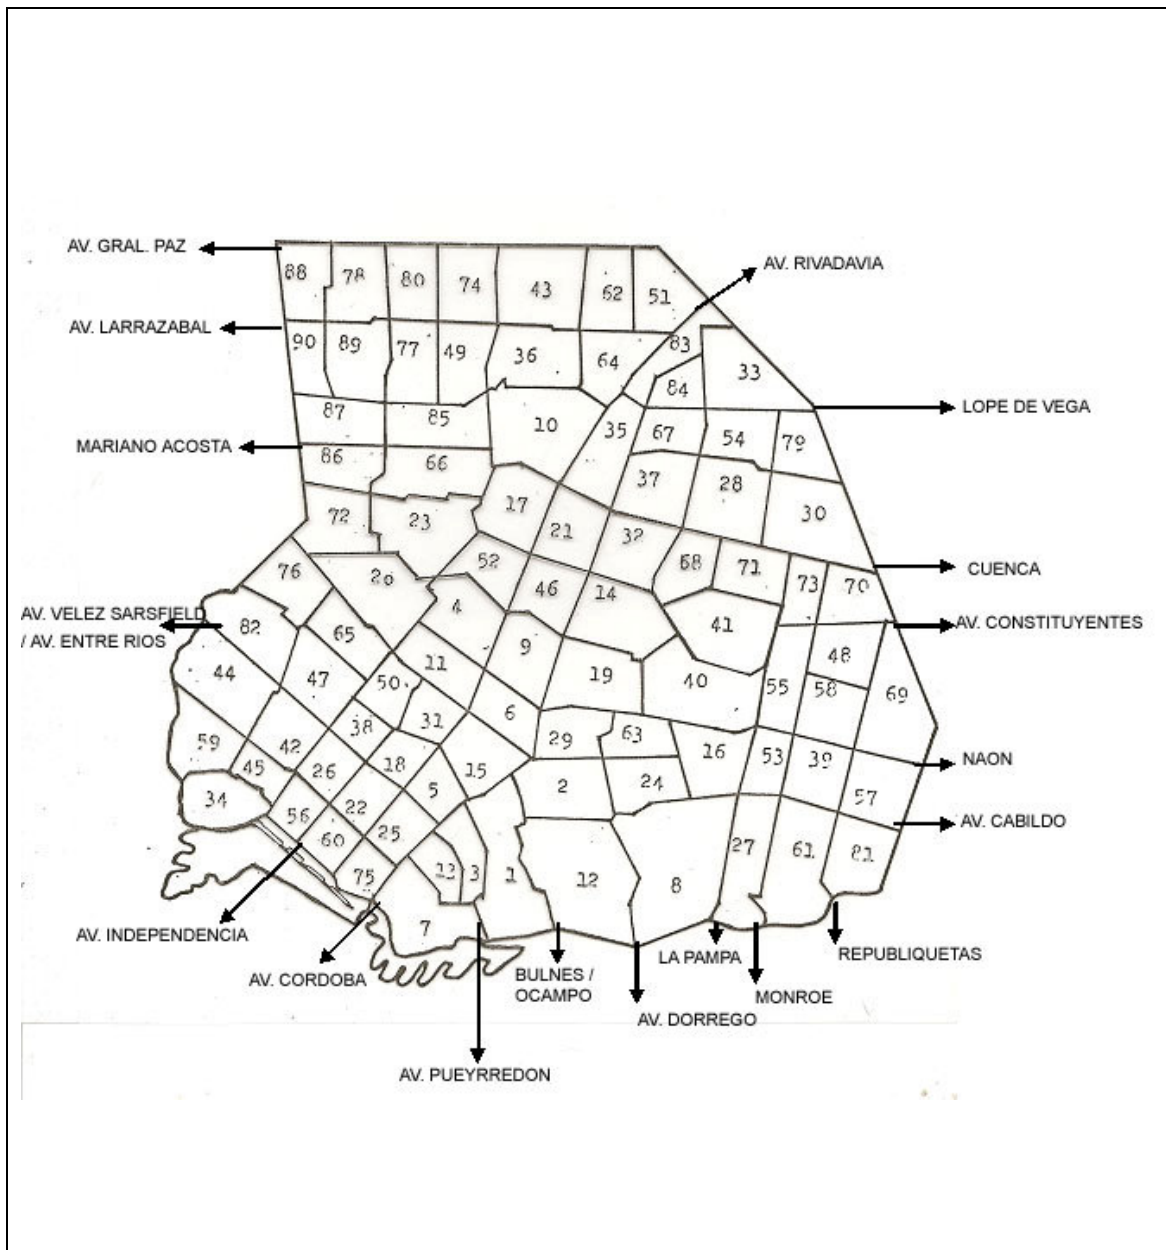 AV. GRAL. PAZ
88 78 80 74 43 62 51
AV. RIVADAVIA
AV. LARRAZABAL
90 89 77 49 36 64 83
84 33
LOPE DE VEGA
87 85 10 35 67 54 79
MARIANO ACOSTA
86 66 37 28 30
72 23 17 21 32
CUENCA
76 20 52 46 14 68 71 73 70
AV. VELEZ SARSFIELD
/ AV. ENTRE RIOS
82 65 4 9 41
AV. CONSTITUYENTES
44 47 50 11 19 40 55 48 58 69
59 42 38 31 6 29 63 16 53 39
NAON
34 45 26 18 15 5 2 24 57
AV. CABILDO
56 60 22 25 27 61 81
75 13 3 1 12 8
7
AV. INDEPENDENCIA
AV. CORDOBA
BULNES /
OCAMPO
LA PAMPA
REPUBLIQUETAS
MONROE
AV. DORREGO
AV. PUEYRREDON